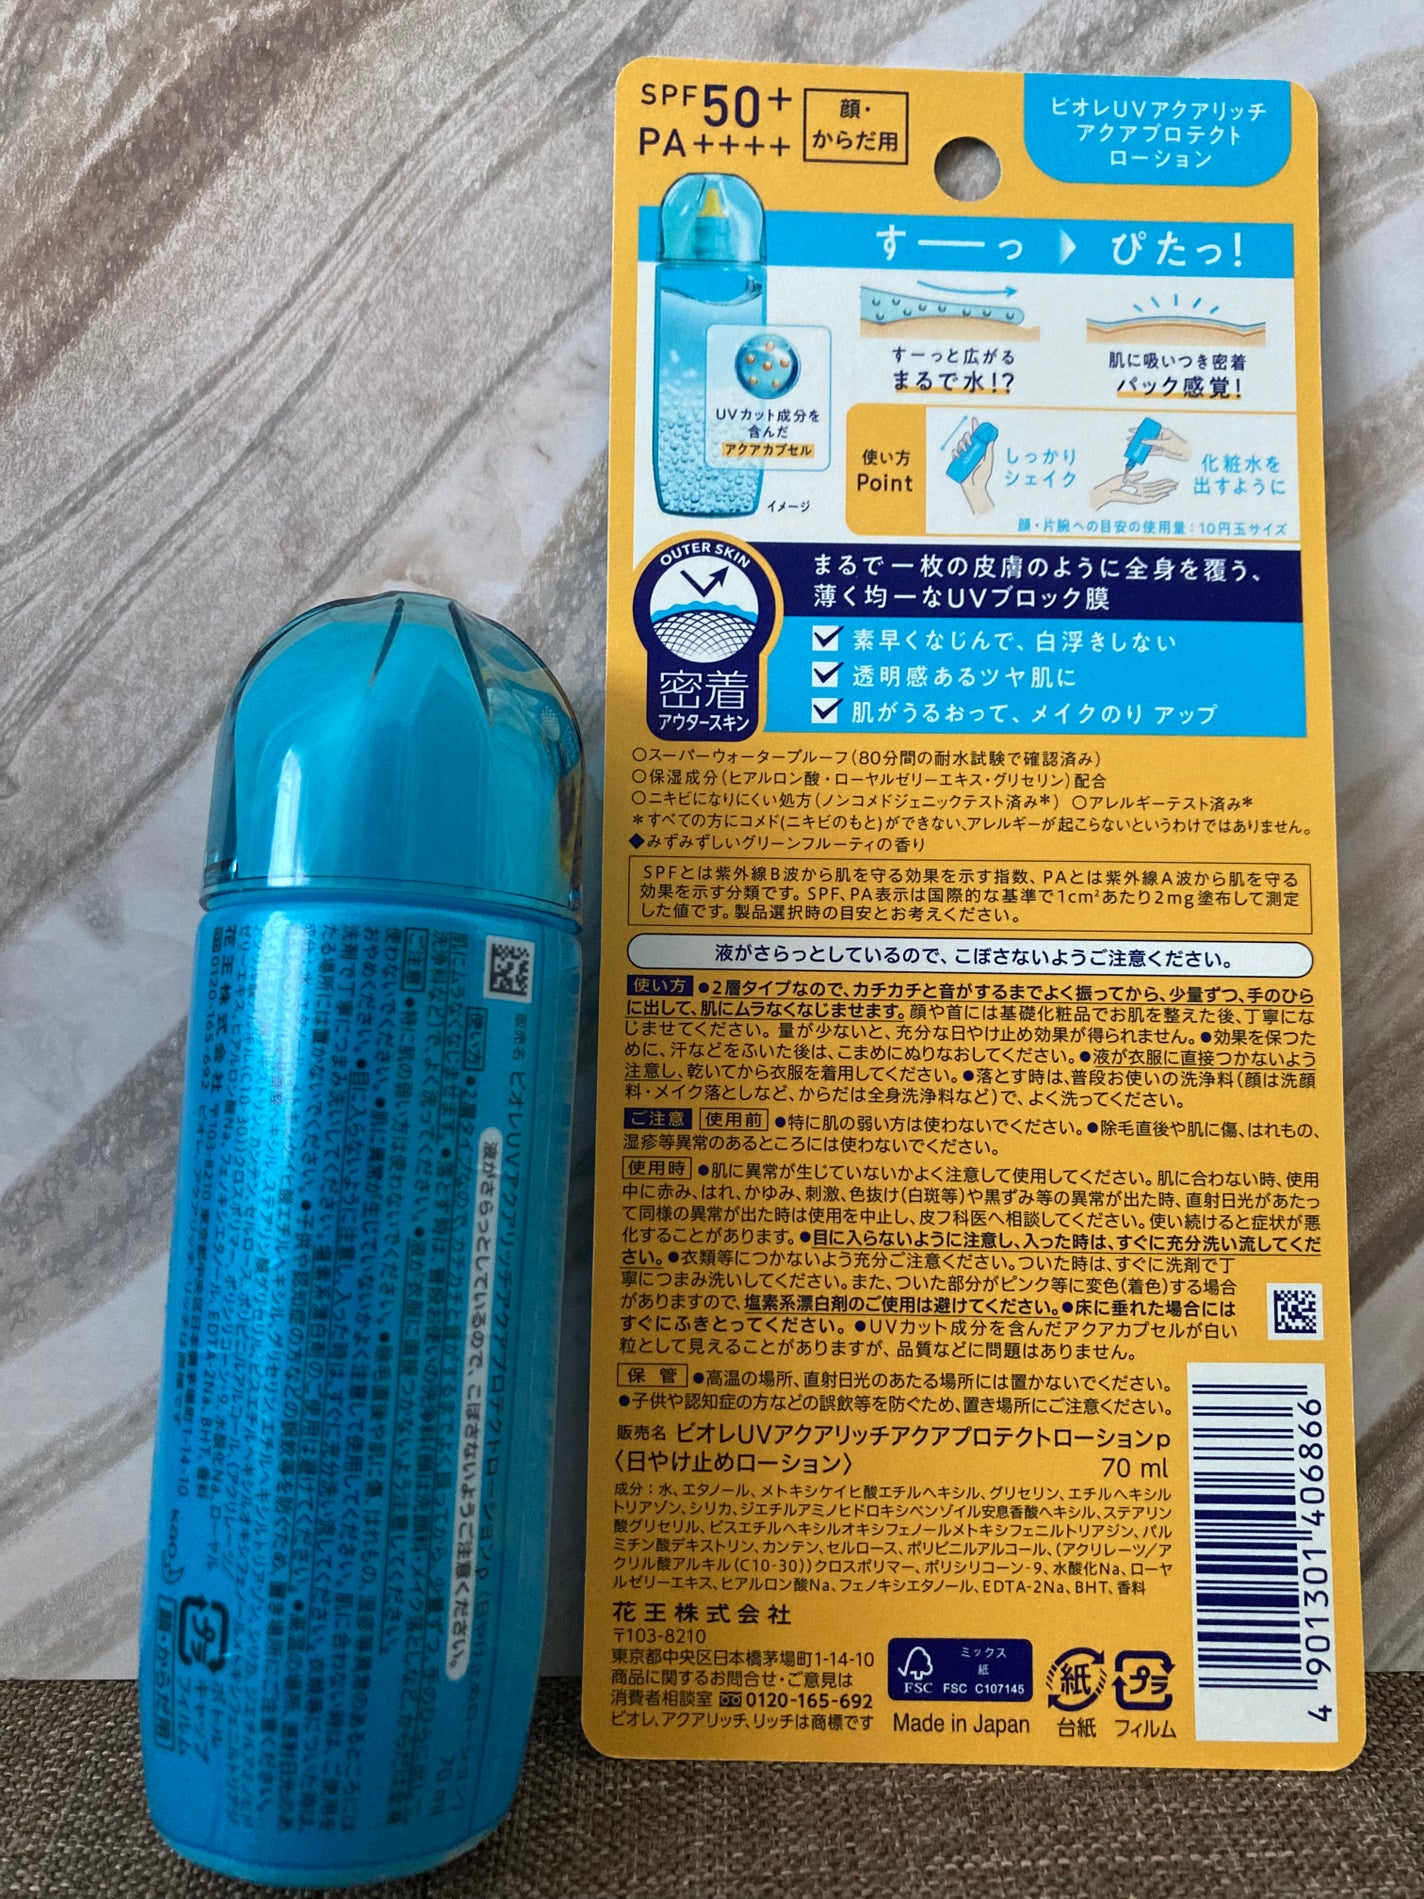 SPF50+
PA++++
顔・
からだ用
ビオレUVアクアリッチ
アクアプロテクト
ローション
すーーっ ぴたっ!
UVカット成分を
含んだ
アクアカプセル
イメージ
すーっと広がる
まるで水!?
肌に吸いつき密着
パック感覚!
使い方
Point
しっかり
シェイク
化粧水を
出すように
顔・片腕への目安の使用量:10円玉サイズ
OUTER SKIN
密着
アウタースキン
まるで一枚の皮膚のように全身を覆う、
薄く均一なUVブロック膜
素早くなじんで、白浮きしない
透明感あるツヤ肌に
肌がうるおって、メイクのり アップ
○スーパーウォータープルーフ(80分間の耐水試験で確認済み)
○保湿成分(ヒアルロン酸・ローヤルゼリーエキス・グリセリン)配合
○ニキビになりにくい処方(ノンコメドジェニックテスト済み*) ○アレルギーテスト済み*
*すべての方にコメド(ニキビのもと)ができない、アレルギーが起こらないというわけではありません。
◆みずみずしいグリーンフルーティの香り
SPFとは紫外線B波から肌を守る効果を示す指数、PAとは紫外線A波から肌を守る
効果を示す分類です。SPF、PA表示は国際的な基準で1cm²あたり2mg塗布して測定
した値です。製品選択時の目安とお考えください。
液がさらっとしているので、こぼさないようご注意ください。
使い方 ●2層タイプなので、カチカチと音がするまでよく振ってから、少量ずつ、手のひら
に出して、肌にムラなくなじませます。顔や首には基礎化粧品でお肌を整えた後、丁寧にな
じませてください。量が少ないと、充分な日やけ止め効果が得られません。●効果を保つた
めに、汗などをふいた後は、こまめにぬりなおしてください。●液が衣服に直接つかないよう
注意し、乾いてから衣服を着用してください。●落とす時は、普段お使いの洗浄料(顔は洗顔
料・メイク落としなど、からだは全身洗浄料など)で、よく洗ってください。
ご注意 使用前 ●特に肌の弱い方は使わないでください。●除毛直後や肌に傷、はれもの、
湿疹等異常のあるところには使わないでください。
使用時 ●肌に異常が生じていないかよく注意して使用してください。肌に合わない時、使用
中に赤み、はれ、かゆみ、刺激、色抜け(白斑等)や黒ずみ等の異常が出た時、直射日光があたっ
て同様の異常が出た時は使用を中止し、皮フ科医へ相談してください。使い続けると症状が悪
化することがあります。●目に入らないように注意し、入った時は、すぐに充分洗い流してくだ
さい。●衣類等につかないよう充分ご注意ください。ついた時は、すぐに洗剤で丁
寧につまみ洗いしてください。また、ついた部分がピンク等に変色(着色)する場合
がありますので、塩素系漂白剤のご使用は避けてください。●床に垂れた場合には
すぐにふきとってください。●UVカット成分を含んだアクアカプセルが白い
粒として見えることがありますが、品質などに問題はありません。
保 管 ●高温の場所、直射日光のあたる場所には置かないでください。
●子供や認知症の方などの誤飲等を防ぐため、置き場所にご注意ください。
販売名 ビオレUVアクアリッチアクアプロテクトローションp
〈日やけ止めローション〉 70 ml
成分:水、エタノール、メトキシケイヒ酸エチルヘキシル、グリセリン、エチルヘキシル
トリアゾン、シリカ、ジエチルアミノヒドロキシベンゾイル安息香酸ヘキシル、ステアリン
酸グリセリル、ビスエチルヘキシルオキシフェノールメトキシフェニルトリアジン、パル
ミチン酸デキストリン、カンテン、セルロース、ポリビニルアルコール、(アクリレーツ/ア
クリル酸アルキル(C10-30))クロスポリマー、ポリシリコーン-9、水酸化Na、ローヤ
ルゼリーエキス、ヒアルロン酸Na、フェノキシエタノール、EDTA-2Na、BHT、香料
花王株式会社
〒103-8210
東京都中央区日本橋茅場町1-14-10
商品に関するお問合せ・ご意見は
消費者相談室 0120-165-692
ビオレ、アクアリッチ、リッチは商標です
FSC
ミックス
紙
FSC C107145
Made in Japan
紙
台紙
プラ
フィルム
4 901301 406866
販売名 ビオレUVアクアリッチアクアプロテクトローションp
70 ml
液がさらっとしているので、こぼさないようご注意ください。
使い方
ご注意
花王株式会社
0120-165-692 〒103-8210 東京都中央区日本橋茅場町1-14-10
Kao
プラ
ボトル
キャップ
フィルム
顔・からだ用